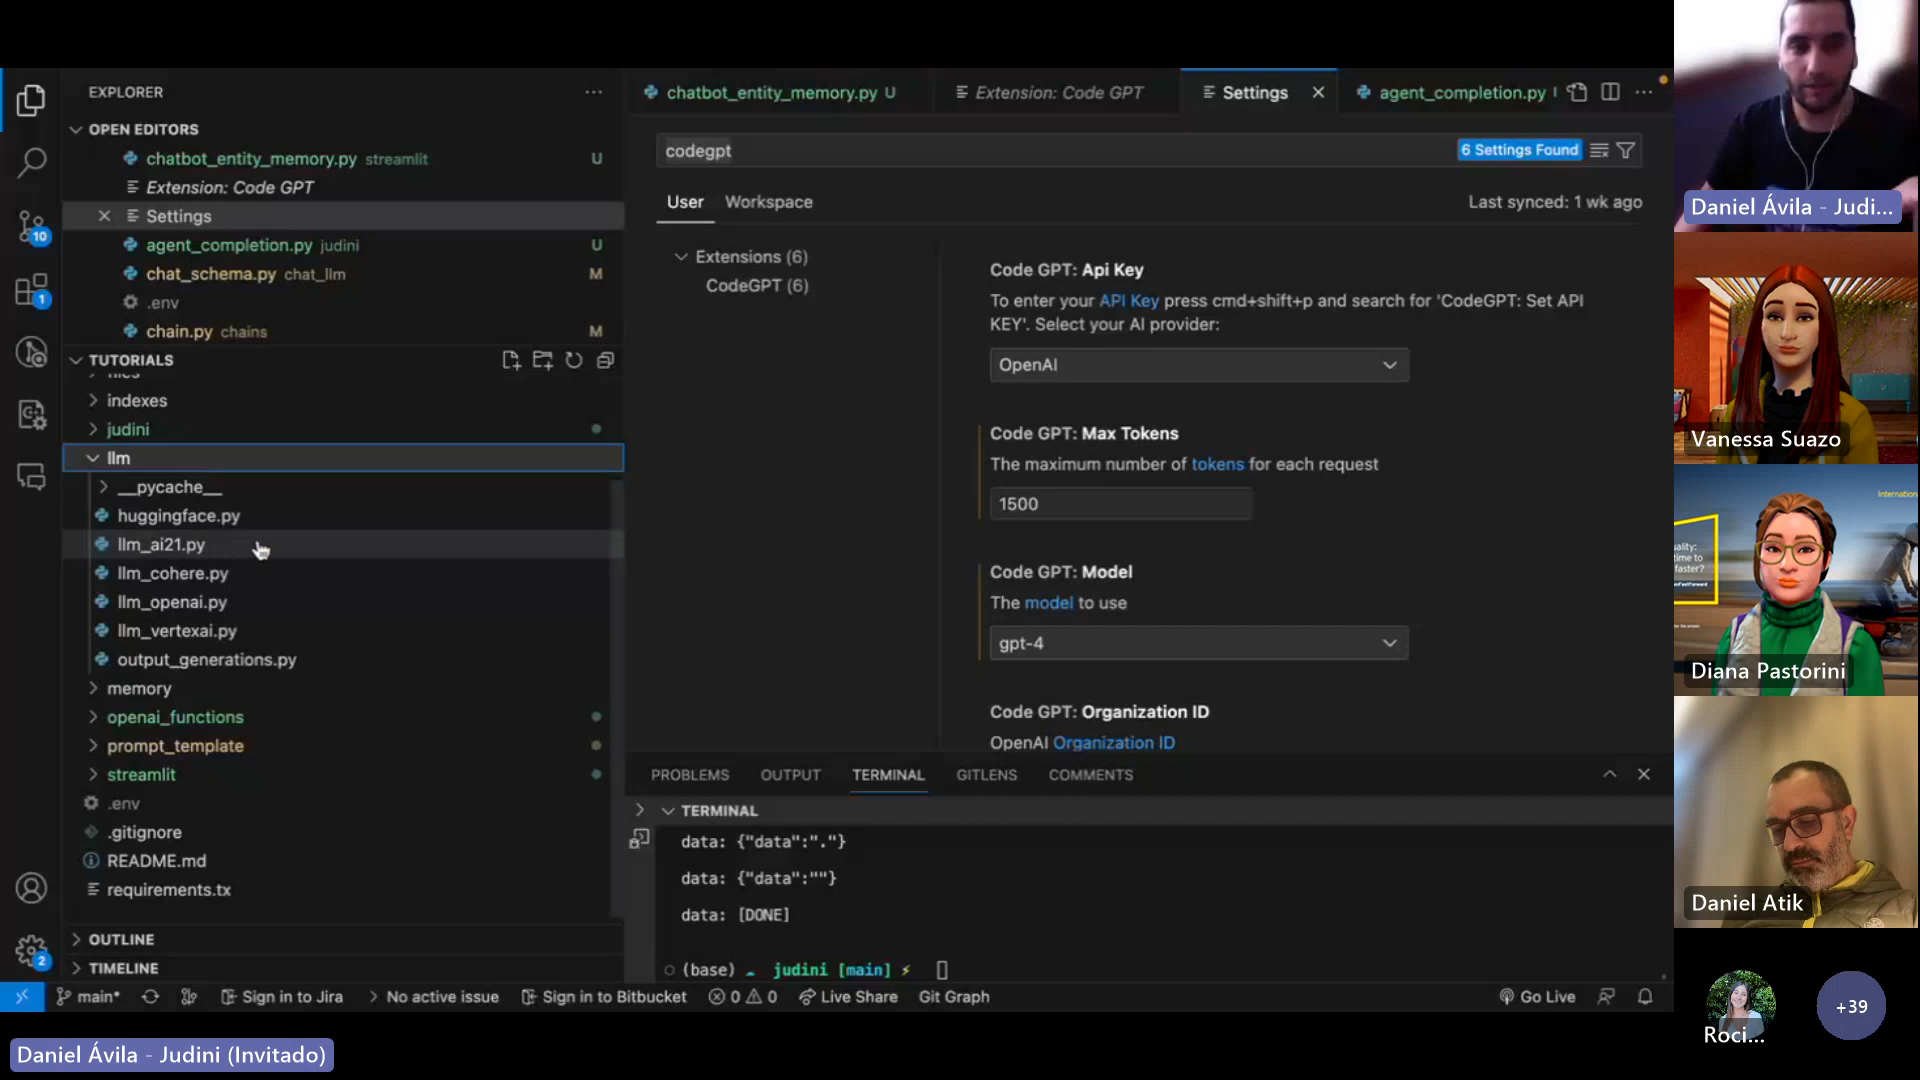 EXPLORER
OPEN EDITORS
chatbot_entity_memory.py streamlit U
Extension: Code GPT
Settings
agent_completion.py judini U
chat_schema.py chat_llm M
.env
chain.py chains M
TUTORIALS
indexes
judini
llm
__pycache__
huggingface.py
llm_ai21.py
llm_cohere.py
llm_openai.py
llm_vertexai.py
output_generations.py
memory
openai_functions
prompt_template
streamlit
.env
.gitignore
README.md
requirements.tx
OUTLINE
TIMELINE
10
1
2
chatbot_entity_memory.py U
Extension: Code GPT
Settings
agent_completion.py
codegpt
6 Settings Found
User
Workspace
Last synced: 1 wk ago
Extensions (6)
CodeGPT (6)
Code GPT: Api Key
To enter your API Key press cmd+shift+p and search for 'CodeGPT: Set API
KEY'. Select your AI provider:
OpenAI
Code GPT: Max Tokens
The maximum number of tokens for each request
1500
Code GPT: Model
The model to use
gpt-4
Code GPT: Organization ID
OpenAI Organization ID
PROBLEMS
OUTPUT
TERMINAL
GITLENS
COMMENTS
TERMINAL
data: {"data":"."}
data: {"data":""}
data: [DONE]
(base) judini [main]
main*
Sign in to Jira
No active issue
Sign in to Bitbucket
0
0
Live Share
Git Graph
Go Live
Daniel Ávila - Judini (Invitado)
Daniel Ávila - Judi...
Vanessa Suazo
Internation
Diana Pastorini
Daniel Atik
Roci...
+39